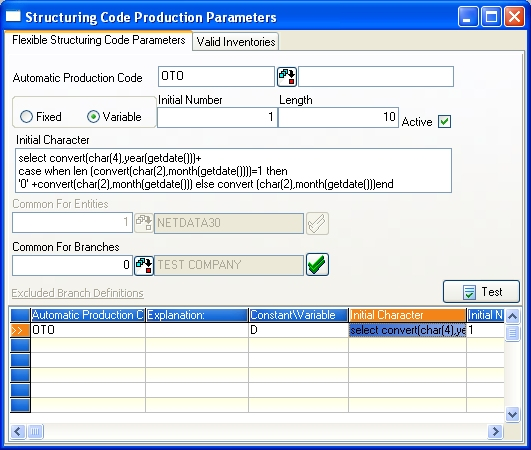 Structuring Code Production Parameters
Flexible Structuring Code Parameters
Valid Inventories
Automatic Production Code
OTO
Fixed
Variable
Initial Number
Length
1
10
Active
Initial Character
select convert(char(4),year(getdate()))+
case when len (convert(char(2),month(getdate())))=1 then
'0' +convert(char(2),month(getdate())) else convert (char(2),month(getdate()))end
Common For Entities
1
NETDATA30
Common For Branches
0
TEST COMPANY
Excluded Branch Definitions
Test
Automatic Production C Explanation: Constant\Variable Initial Character Initial N
>> OTO D select convert(char(4),ye 1